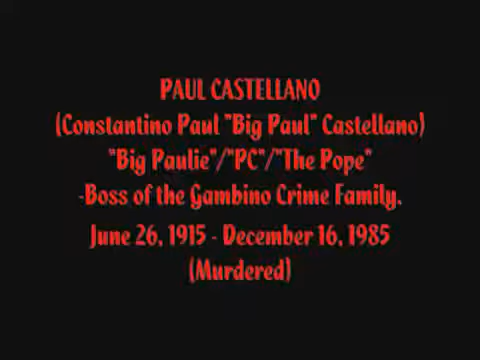 PAUL CASTELLANO
(Constantino Paul "Big Paul" Castellano)
"Big Paulie"/"PC"/"The Pope"
-Boss of the Gambino Crime Family.
June 26, 1915 - December 16, 1985
(Murdered)